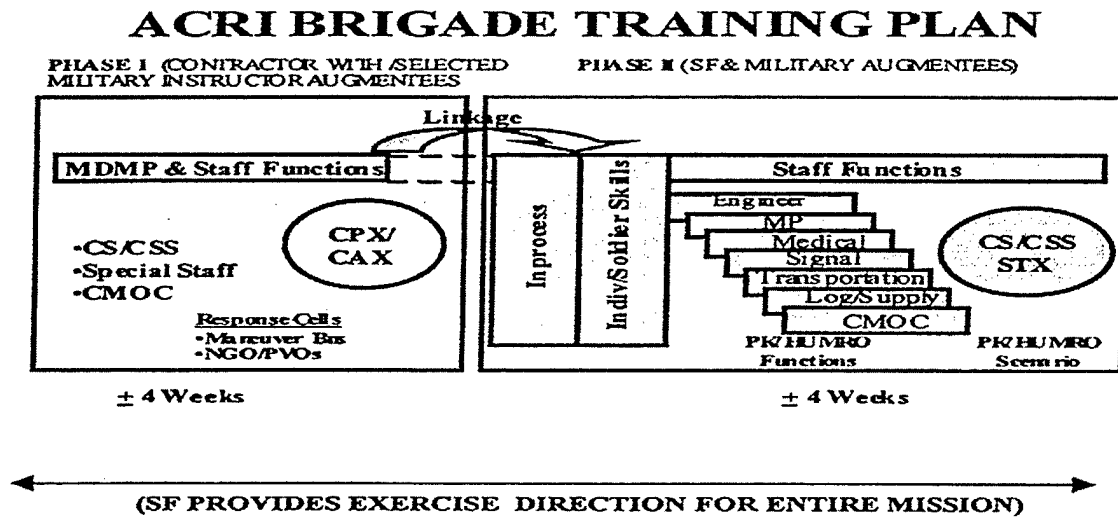 ACRI BRIGADE TRAINING PLAN
PHASE I (CONTRACTOR WITH /SELECTED
MILITARY INSTRUCTOR AUGMENTEES
PHASE II (SF & MILITARY AUGMENTEES)
Linkage
MDMP & Staff Functions
•CS/CSS
•Special Staff
•CMOC
CPX/
CAX
Response Cells
•Maneuver Bns
•NGO/PVOs
Inprocess
Indiv/Soldier Skills
Staff Functions
Engineer
MP
Medical
Signal
Transportation
Log/Supply
CMOC
CS/CSS
STX
PK/HUMRO
Functions
PK/HUMRO
Scenario
± 4 Weeks
± 4 Weeks
(SF PROVIDES EXERCISE DIRECTION FOR ENTIRE MISSION)